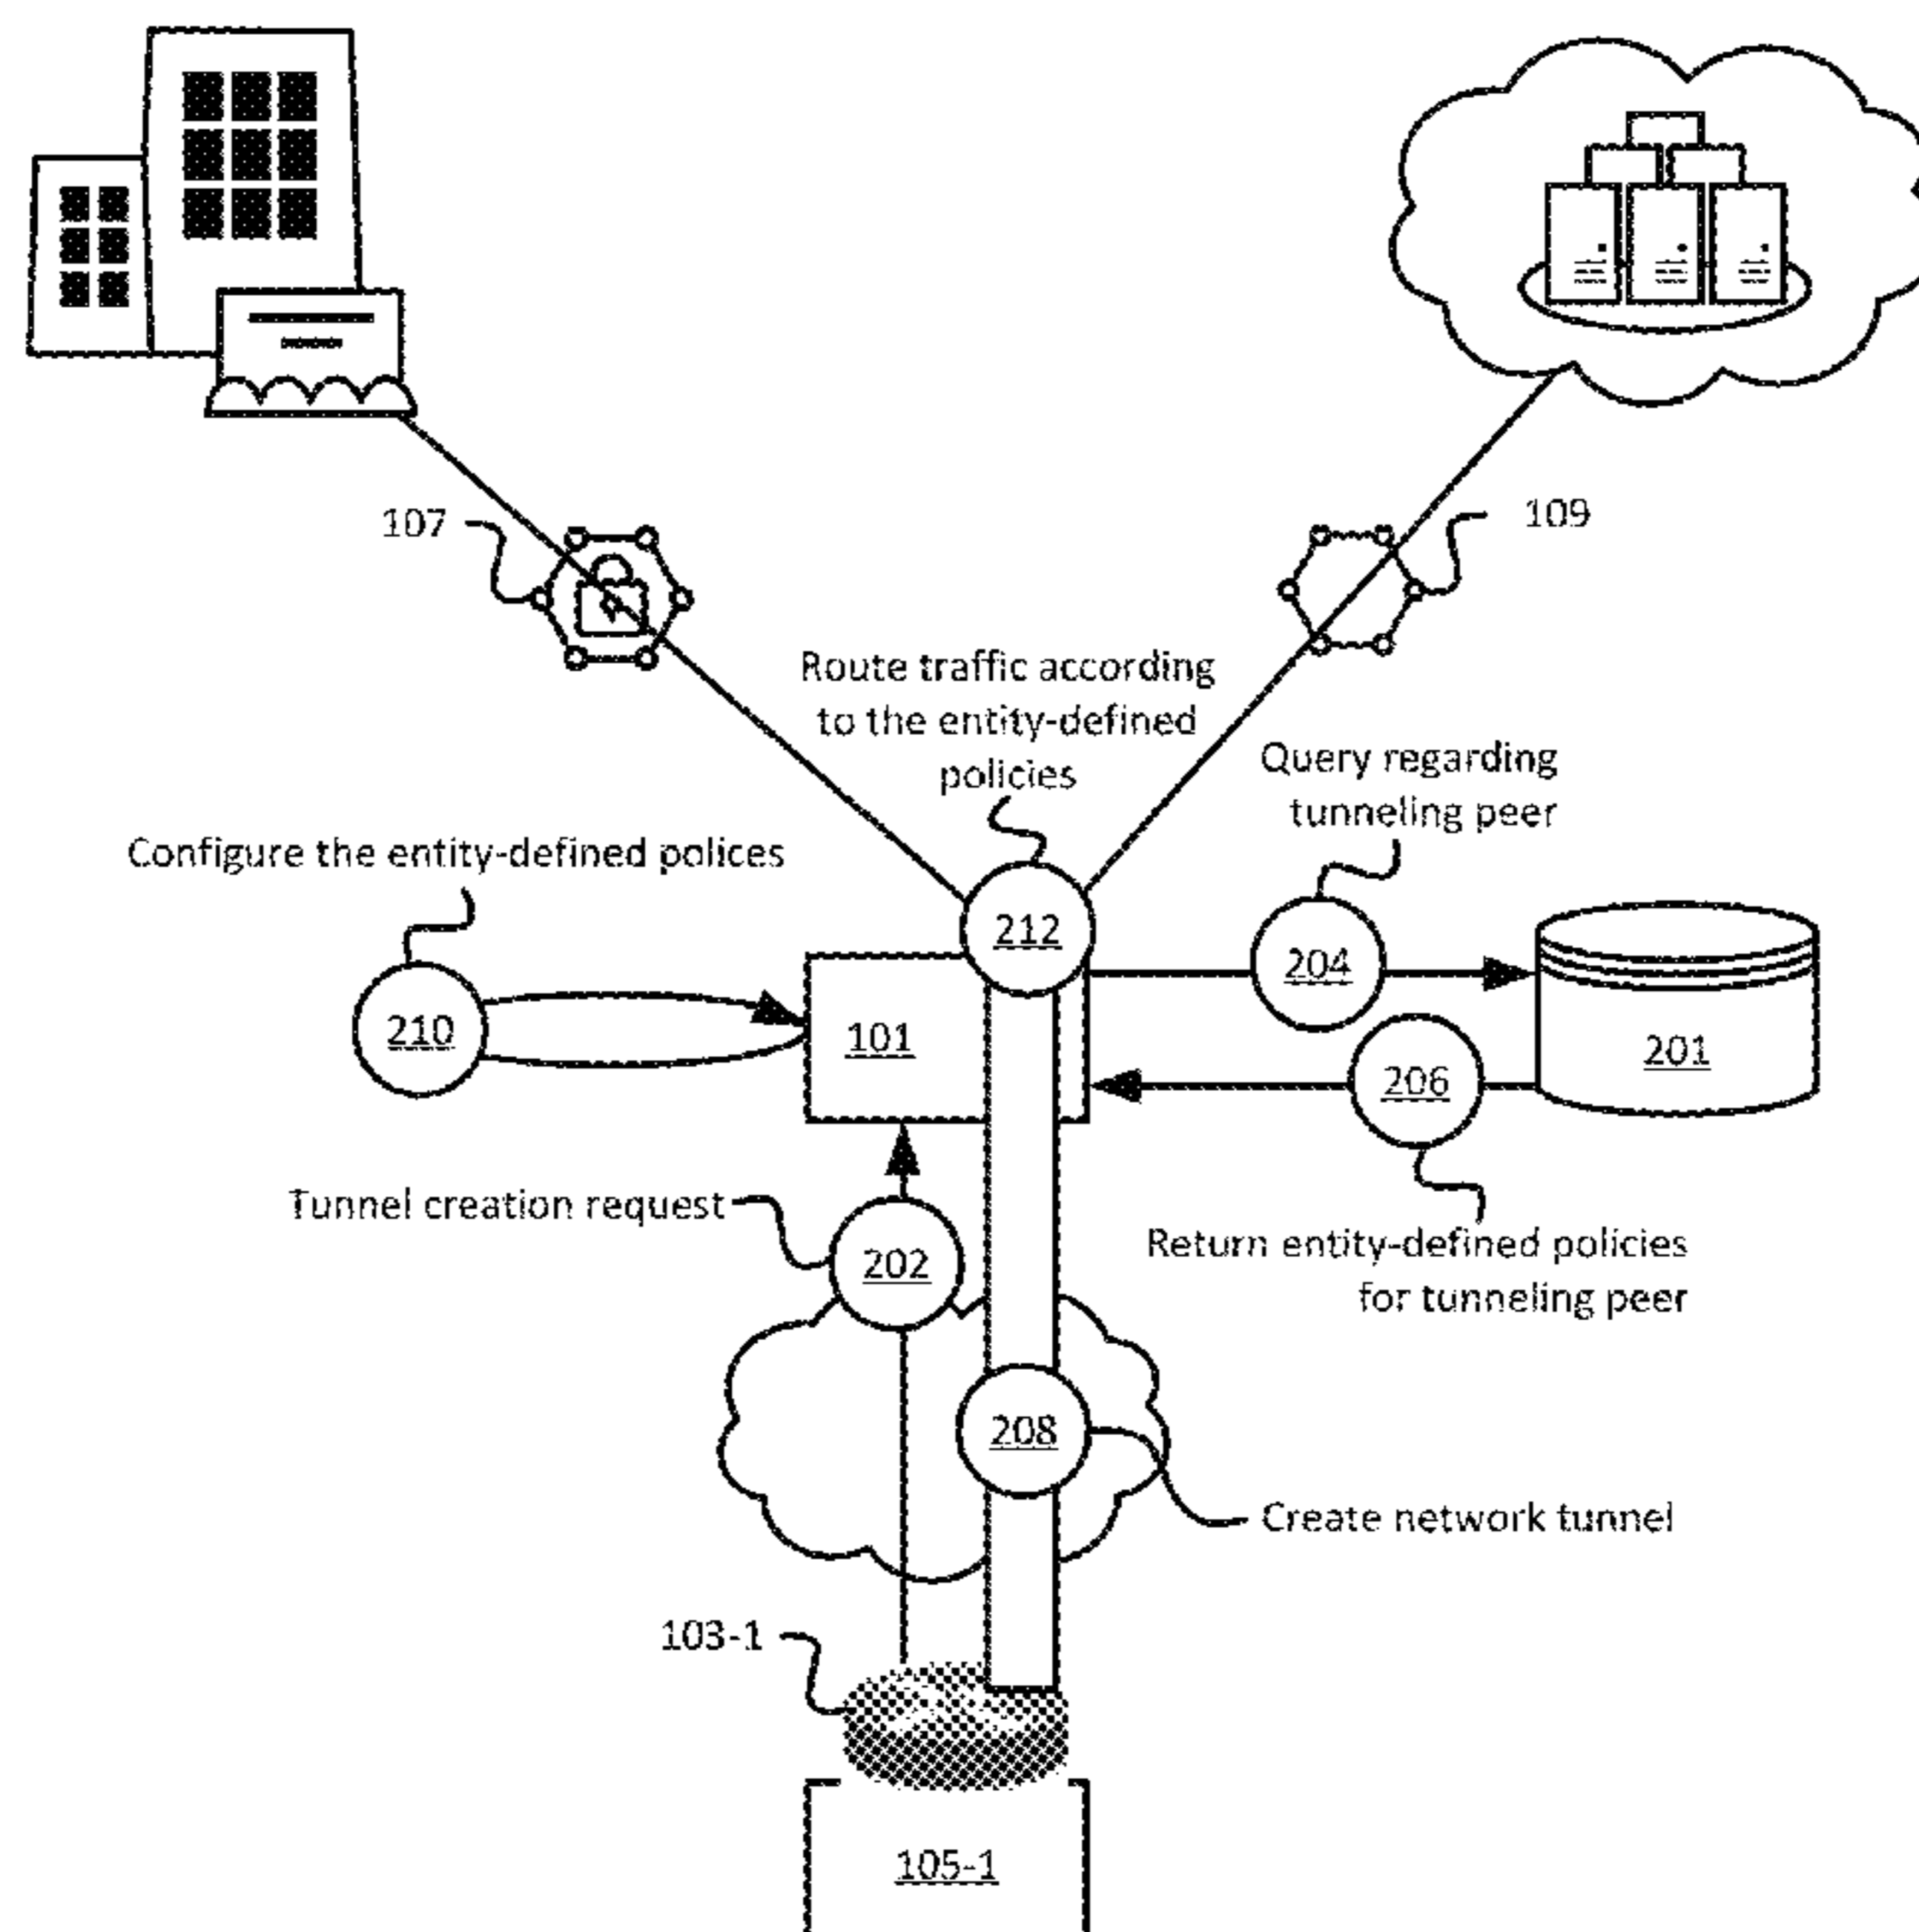 107
109
Route traffic according
to the entity-defined
policies
Query regarding
tunneling peer
Configure the entity-defined polices
212
204
210
101
201
206
Tunnel creation request
202
Return entity-defined policies
for tunneling peer
208
Create network tunnel
103-1
105-1